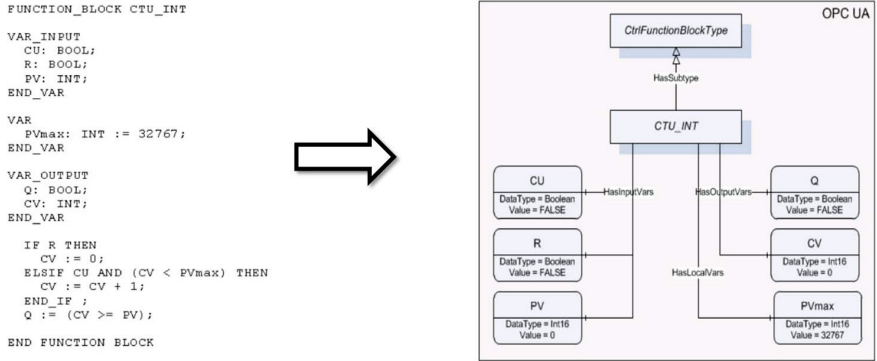 FUNCTION_BLOCK CTU_INT
VAR_INPUT
CU: BOOL;
R: BOOL;
PV: INT;
END_VAR
VAR
PVmax: INT := 32767;
END_VAR
VAR_OUTPUT
Q: BOOL;
CV: INT;
END_VAR
IF R THEN
CV := 0;
ELSIF CU AND (CV < PVmax) THEN
CV := CV + 1;
END_IF ;
Q := (CV >= PV);
END FUNCTION BLOCK
OPC UA
CtrlFunctionBlockType
HasSubtype
CTU_INT
CU
DataType = Boolean
Value = FALSE
HasInputVars
HasOutputVars
Q
DataType = Boolean
Value = FALSE
R
DataType = Boolean
Value = FALSE
HasLocalVars
CV
DataType = Int16
Value = 0
PV
DataType = Int16
Value = 0
PVmax
DataType = Int16
Value = 32767